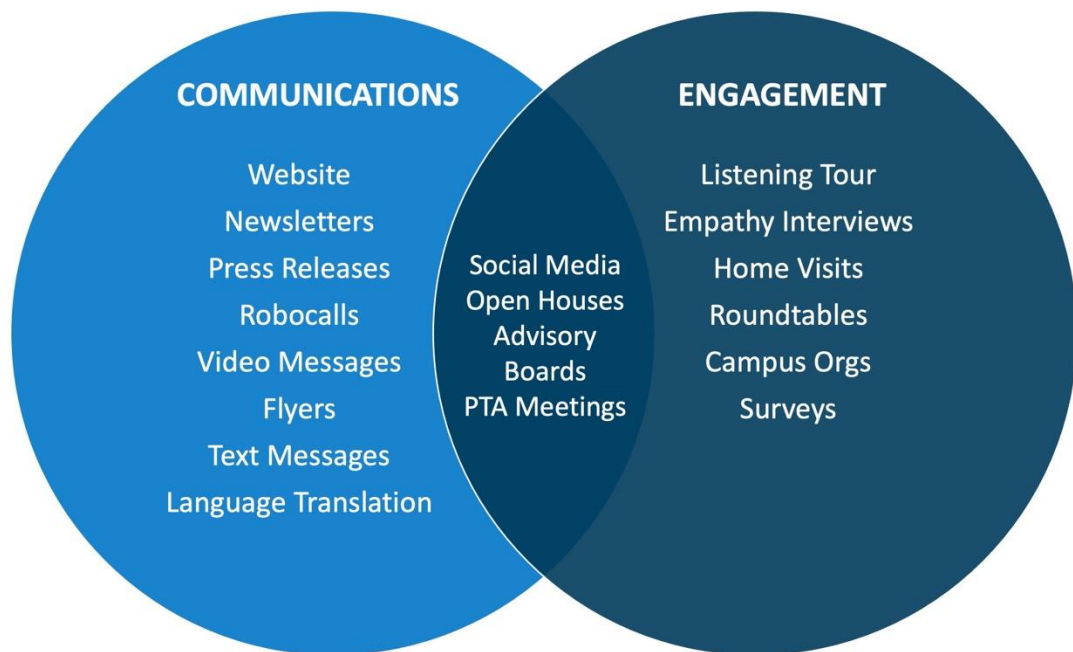 COMMUNICATIONS
Website
Newsletters
Press Releases
Robocalls
Video Messages
Flyers
Text Messages
Language Translation
Social Media
Open Houses
Advisory
Boards
PTA Meetings
ENGAGEMENT
Listening Tour
Empathy Interviews
Home Visits
Roundtables
Campus Orgs
Surveys